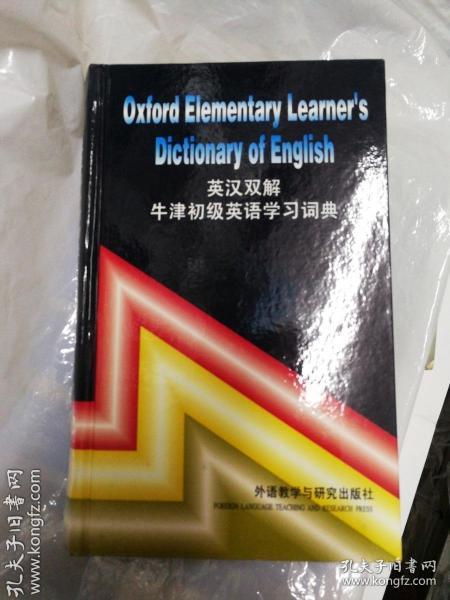 Oxford Elementary Learner's
Dictionary of English
英汉双解
牛津初级英语学习词典
外语教学与研究出版社
FOREIGN LANGUAGE TEACHING AND RESEARCH PRESS
孔夫子旧书网
www.kongfz.com
孔夫子旧书网
www.kongfz.com